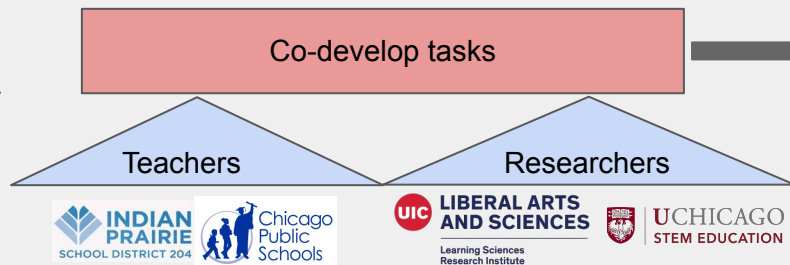 Co-develop tasks
Teachers
Researchers
INDIAN
PRAIRIE
SCHOOL DISTRICT 204
Chicago
Public
Schools
UIC
LIBERAL ARTS
AND SCIENCES
Learning Sciences
Research Institute
UCHICAGO
STEM EDUCATION